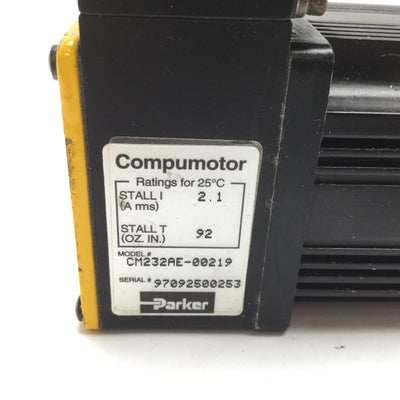 Compumotor
Ratings for 25°C
STALL I 2.1
(A rms)
STALL T 92
(OZ. IN.)
MODEL # CM232AE-00219
SERIAL # 97092500253
Parker